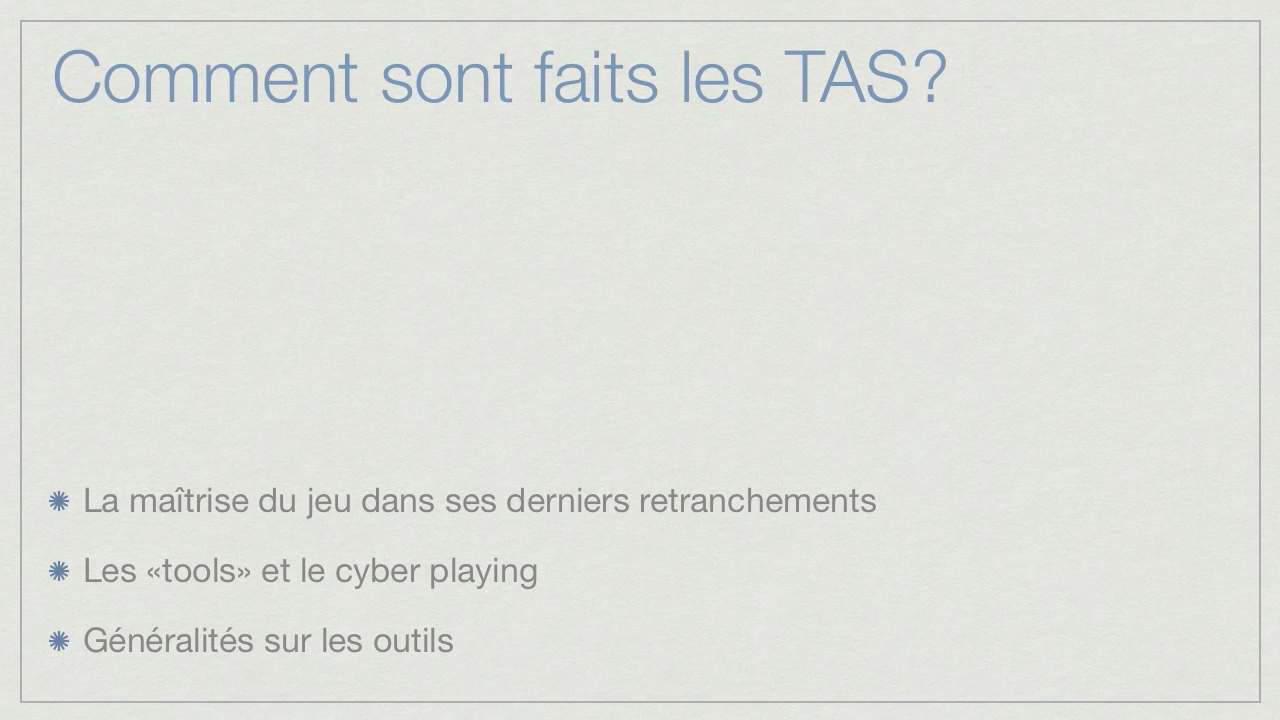 Comment sont faits les TAS?
La maîtrise du jeu dans ses derniers retranchements
Les «tools» et le cyber playing
Généralités sur les outils